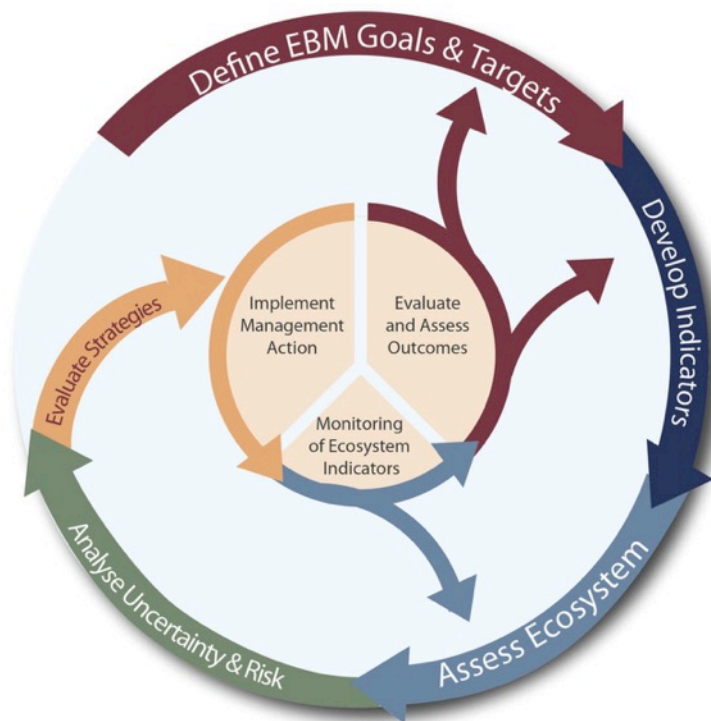 Define EBM Goals & Targets
Develop Indicators
Assess Ecosystem
Analyse Uncertainty & Risk
Evaluate Strategies
Implement
Management
Action
Evaluate
and Assess
Outcomes
Monitoring
of Ecosystem
Indicators